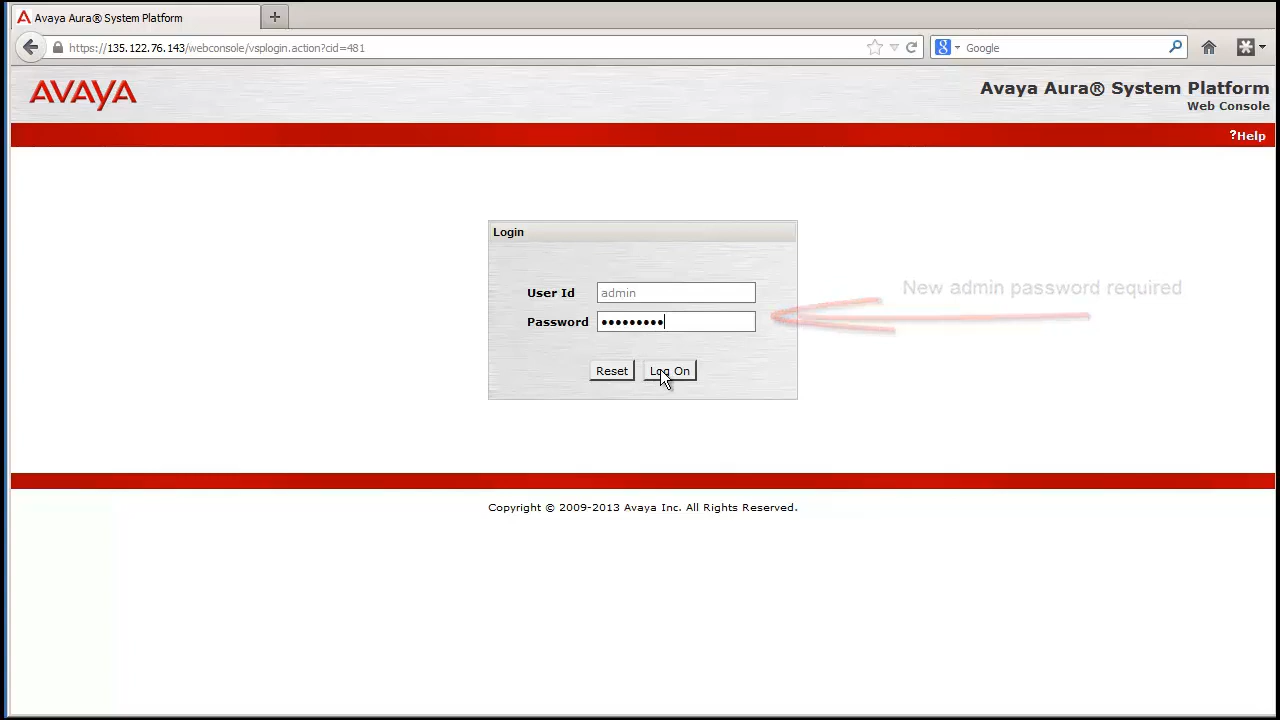 Avaya Aura® System Platform
https://135.122.76.143/webconsole/vsplogin.action?cid=481
Google
AVAYA
Avaya Aura® System Platform
Web Console
?Help
Login
User Id admin
New admin password required
Password •••••••••
Reset Log On
Copyright © 2009-2013 Avaya Inc. All Rights Reserved.